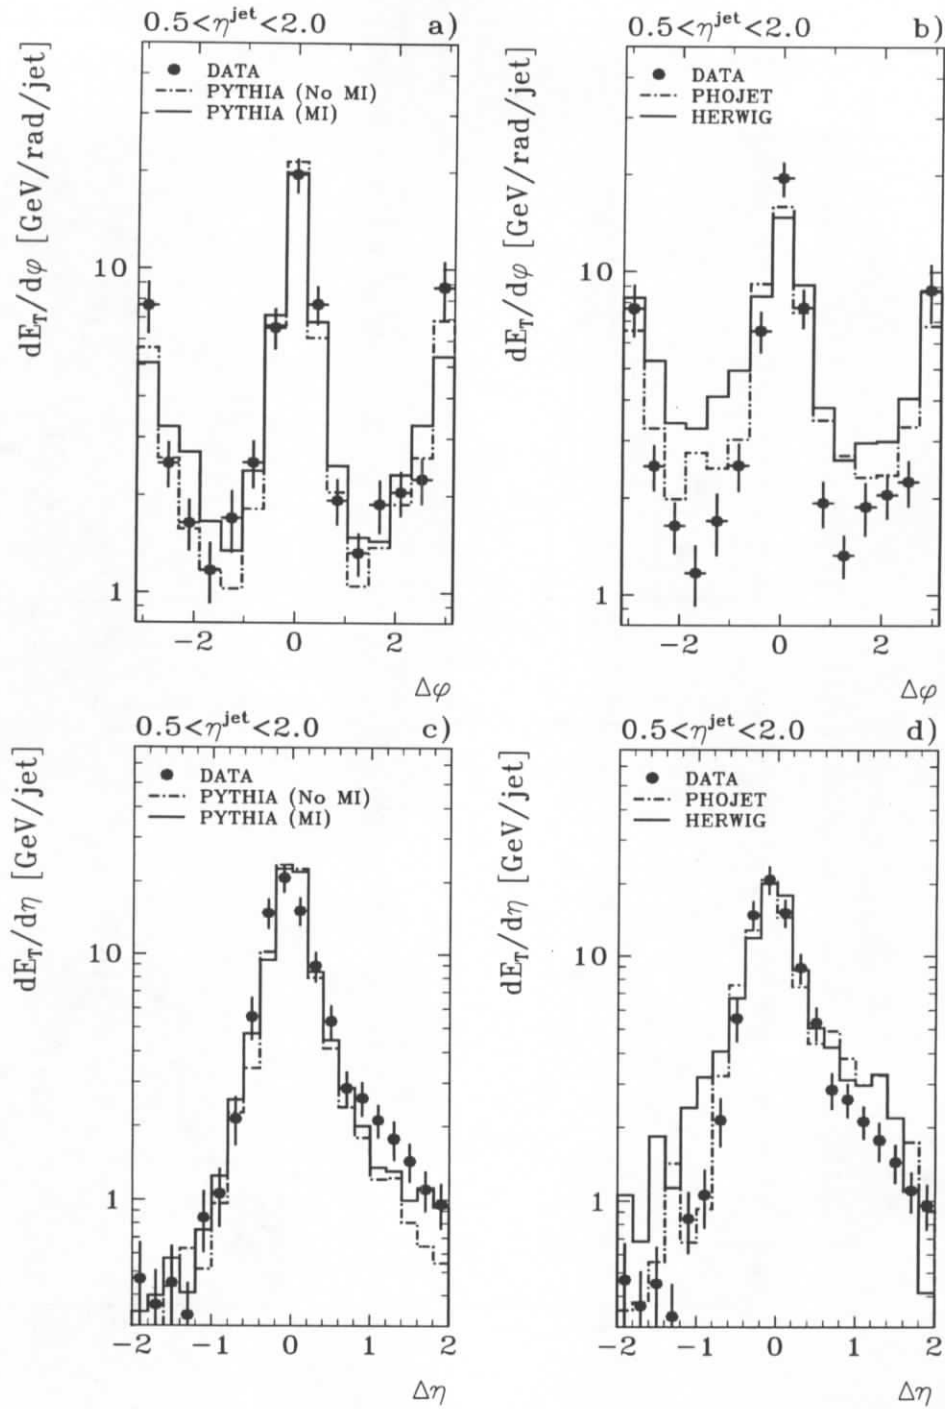 0.5<η^jet<2.0 a)
DATA
PYTHIA (No MI)
PYTHIA (MI)
dE_T/dφ [GeV/rad/jet]
10
1
−2 0 2
Δφ
0.5<η^jet<2.0 b)
DATA
PHOJET
HERWIG
dE_T/dφ [GeV/rad/jet]
10
1
−2 0 2
Δφ
0.5<η^jet<2.0 c)
DATA
PYTHIA (No MI)
PYTHIA (MI)
dE_T/dη [GeV/jet]
10
1
−2 −1 0 1 2
Δη
0.5<η^jet<2.0 d)
DATA
PHOJET
HERWIG
dE_T/dη [GeV/jet]
10
1
−2 −1 0 1 2
Δη